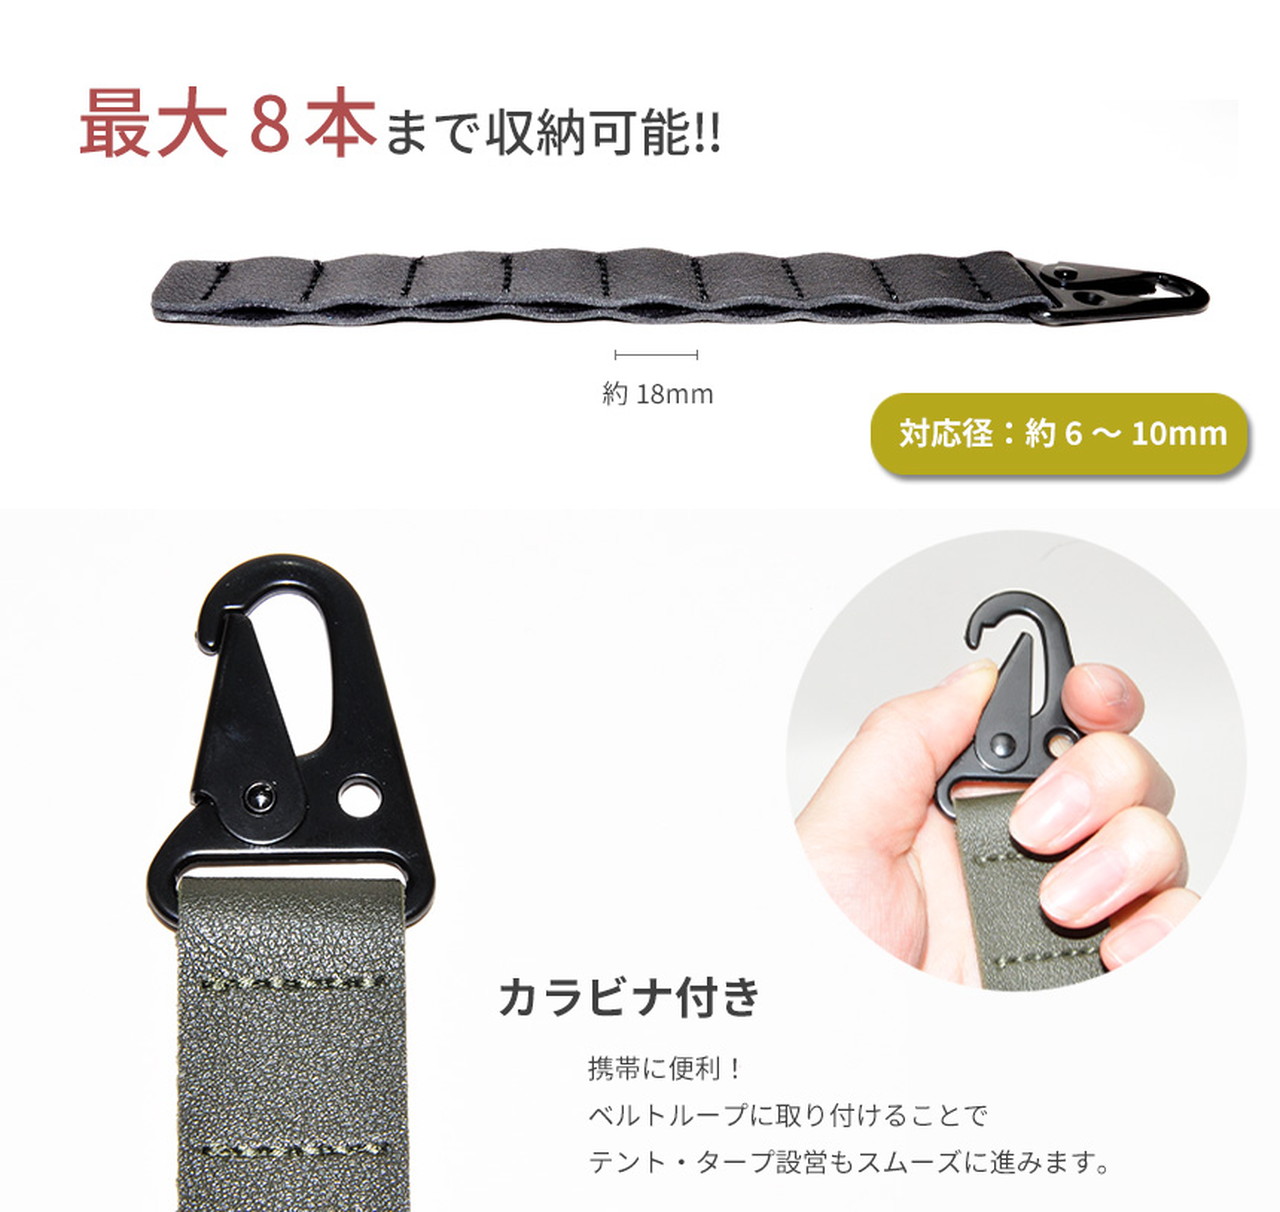 最大8本まで収納可能!!
約 18mm
対応径：約 6 〜 10mm
カラビナ付き
携帯に便利！
ベルトループに取り付けることで
テント・タープ設営もスムーズに進みます。